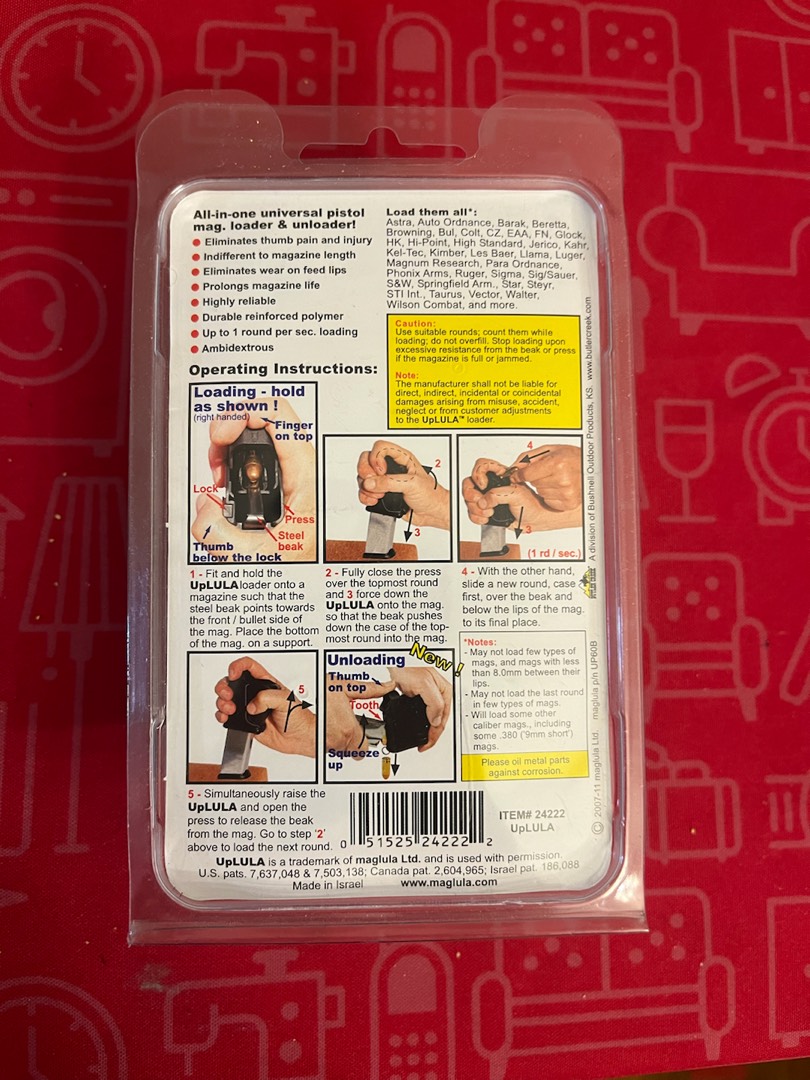 All-in-one universal pistol
mag. loader & unloader!
Eliminates thumb pain and injury
Indifferent to magazine length
Eliminates wear on feed lips
Prolongs magazine life
Highly reliable
Durable reinforced polymer
Up to 1 round per sec. loading
Ambidextrous
Load them all*:
Astra, Auto Ordnance, Barak, Beretta,
Browning, Bul, Colt, CZ, EAA, FN, Glock,
HK, Hi-Point, High Standard, Jerico, Kahr,
Kel-Tec, Kimber, Les Baer, Llama, Luger,
Magnum Research, Para Ordnance,
Phonix Arms, Ruger, Sigma, Sig/Sauer,
S&W, Springfield Arm., Star, Steyr,
STI Int., Taurus, Vector, Walter,
Wilson Combat, and more.
Caution:
Use suitable rounds; count them while
loading; do not overfill. Stop loading upon
excessive resistance from the beak or press
if the magazine is full or jammed.
Note:
The manufacturer shall not be liable for
direct, indirect, incidental or coincidental
damages arising from misuse, accident,
neglect or from customer adjustments
to the UpLULA™ loader.
Operating Instructions:
Loading - hold
as shown !
(right handed)
Finger
on top
Lock
Press
Steel
beak
Thumb
below the lock
2
3
4
3
(1 rd / sec.)
1 - Fit and hold the
UpLULA loader onto a
magazine such that the
steel beak points towards
the front / bullet side of
the mag. Place the bottom
of the mag. on a support.
2 - Fully close the press
over the topmost round
and 3 force down the
UpLULA onto the mag.
so that the beak pushes
down the case of the top-
most round into the mag.
4 - With the other hand,
slide a new round, case
first, over the beak and
below the lips of the mag.
to its final place.
5
Unloading
New !
Thumb
on top
Tooth
Squeeze
up
*Notes:
- May not load few types of
mags, and mags with less
than 8.0mm between their
lips.
- May not load the last round
in few types of mags.
- Will load some other
caliber mags., including
some .380 ('9mm short')
mags.
Please oil metal parts
against corrosion.
5 - Simultaneously raise the
UpLULA and open the
press to release the beak
from the mag. Go to step '2'
above to load the next round.
0 51525 24222 2
ITEM# 24222
UpLULA
UpLULA is a trademark of maglula Ltd. and is used with permission.
U.S. pats. 7,637,048 & 7,503,138; Canada pat. 2,604,965; Israel pat. 186,088
Made in Israel www.maglula.com
© 2007-11 maglula Ltd. maglula p/n UP60B
A division of Bushnell Outdoor Products, KS. www.butlercreek.com